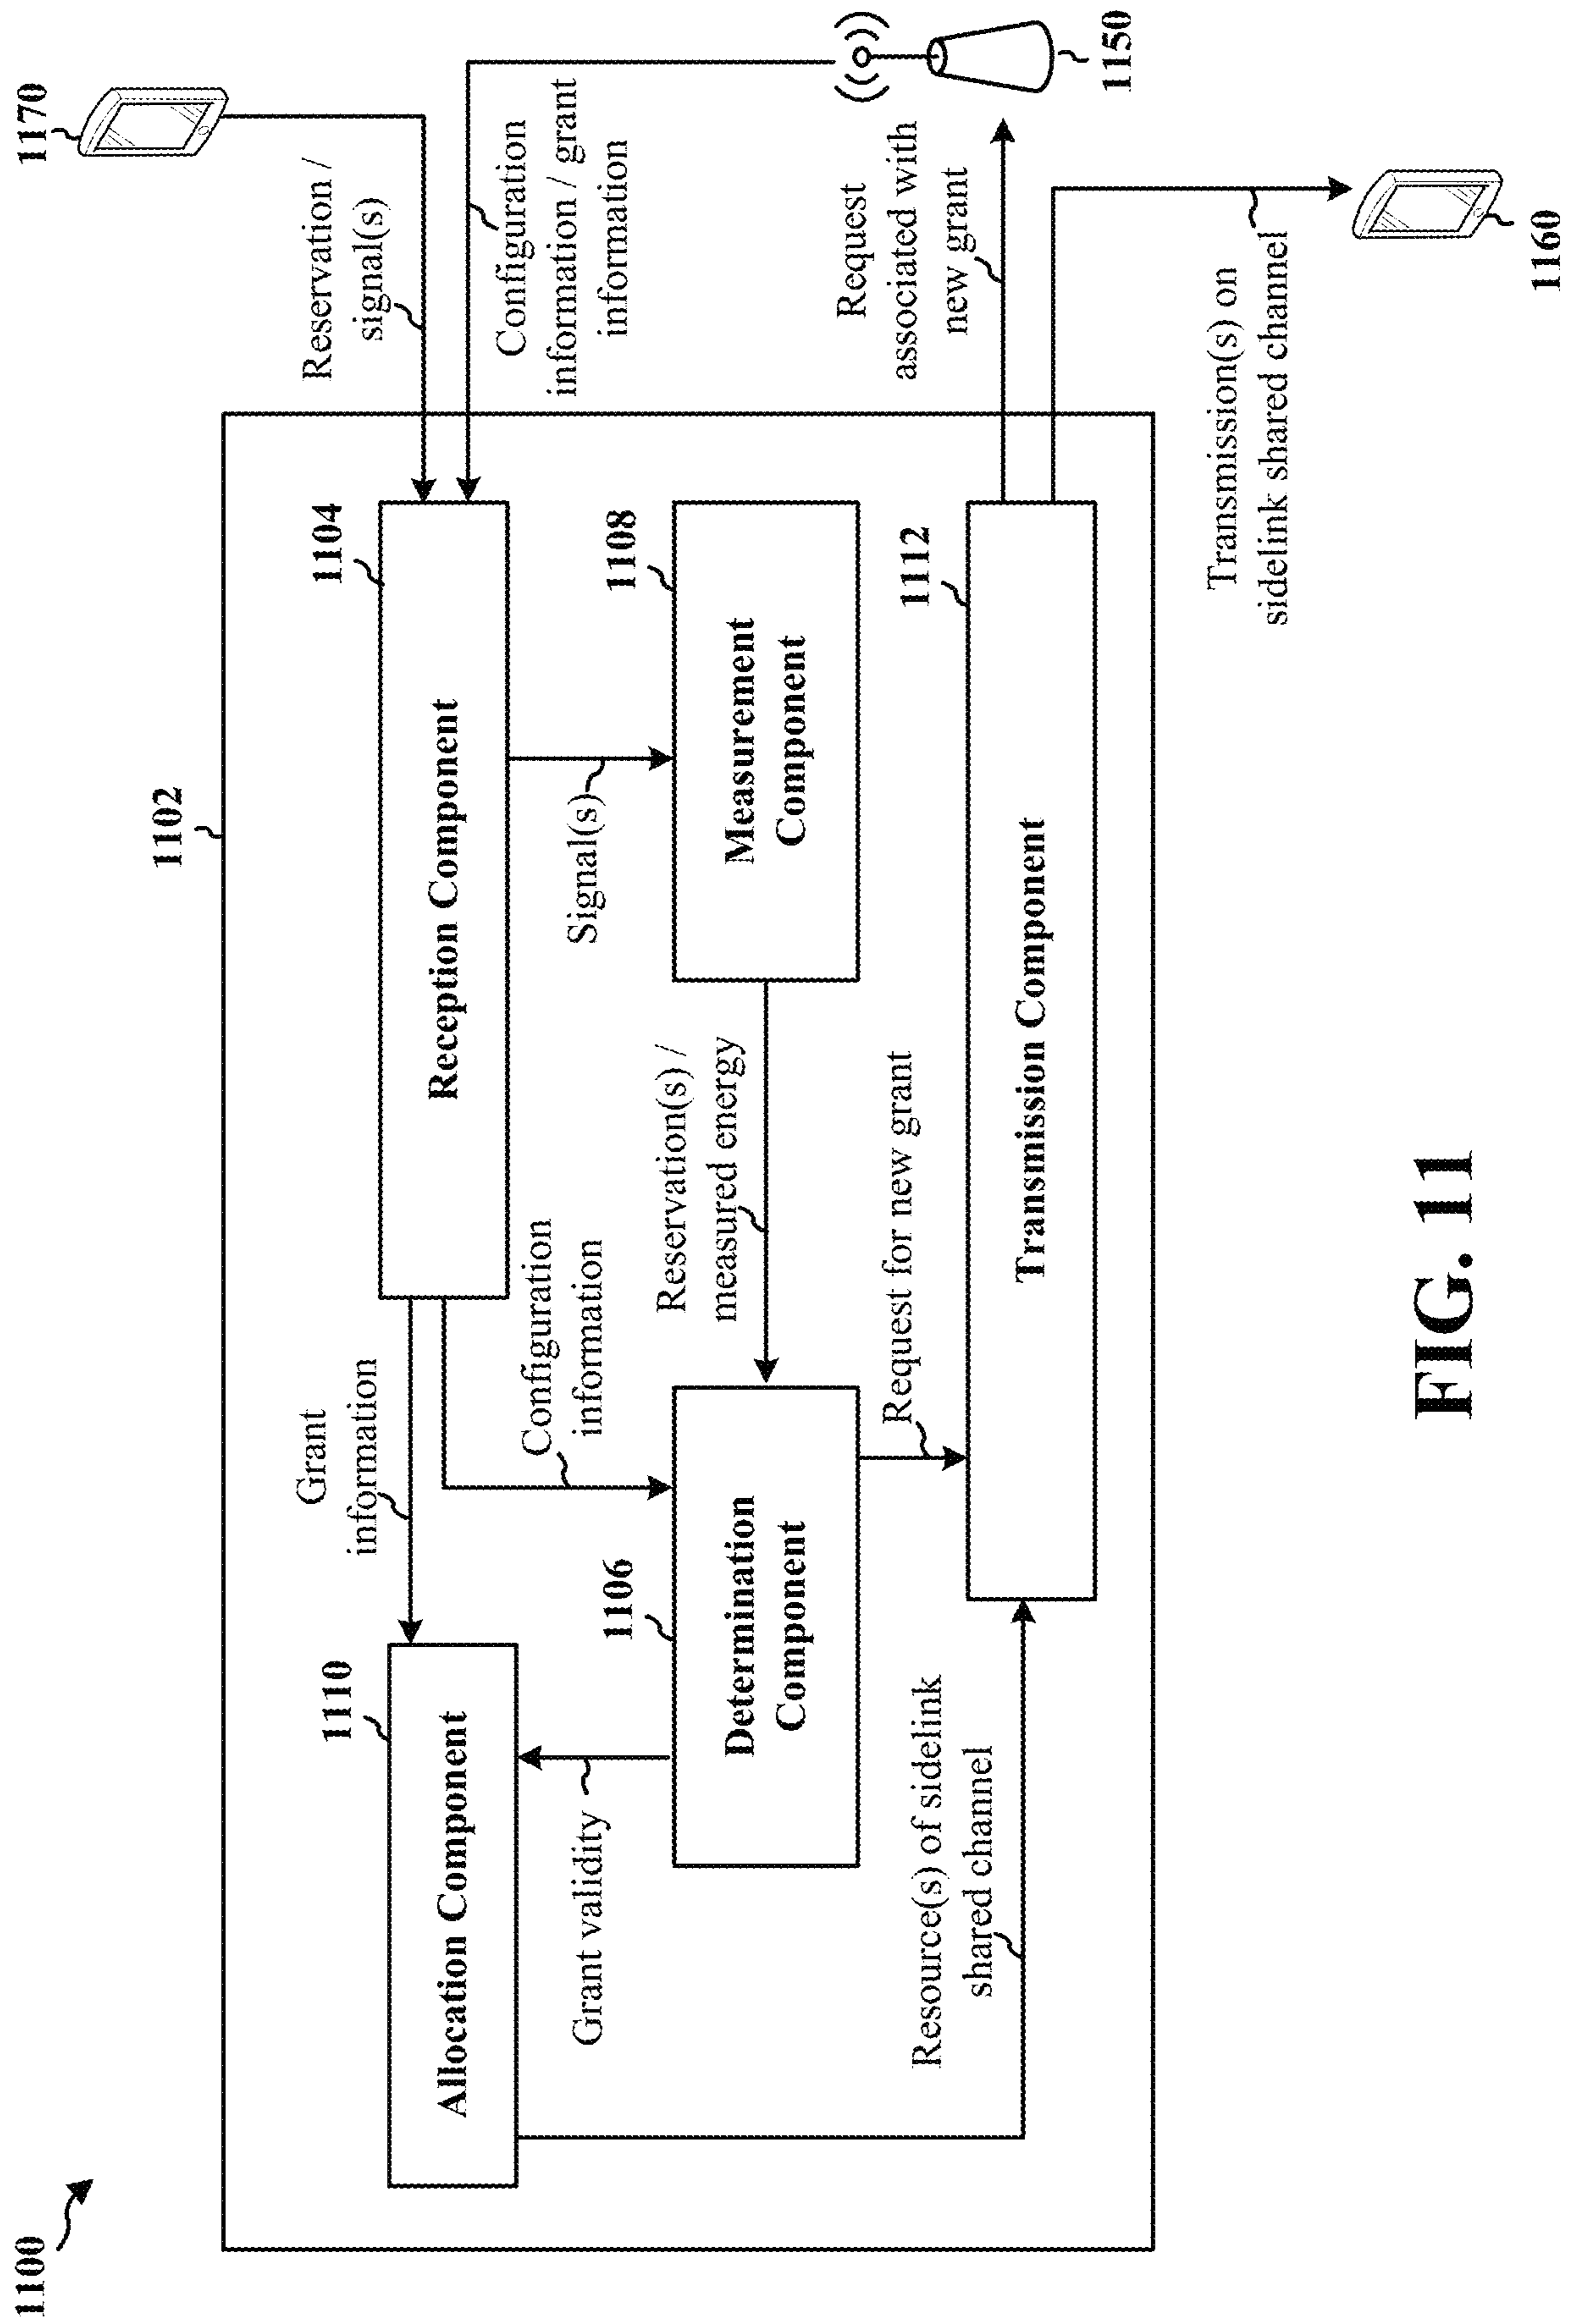 1100
1102
1170
Reservation /
signal(s)
Configuration
information / grant
information
1150
Request
associated with
new grant
Transmission(s) on
sidelink shared channel
1160
1104
Reception Component
Signal(s)
1108
Measurement
Component
Reservation(s) /
measured energy
Grant
information
Configuration
information
1110
Allocation Component
Grant validity
1106
Determination
Component
Request for new grant
Resource(s) of sidelink
shared channel
1112
Transmission Component
FIG. 11